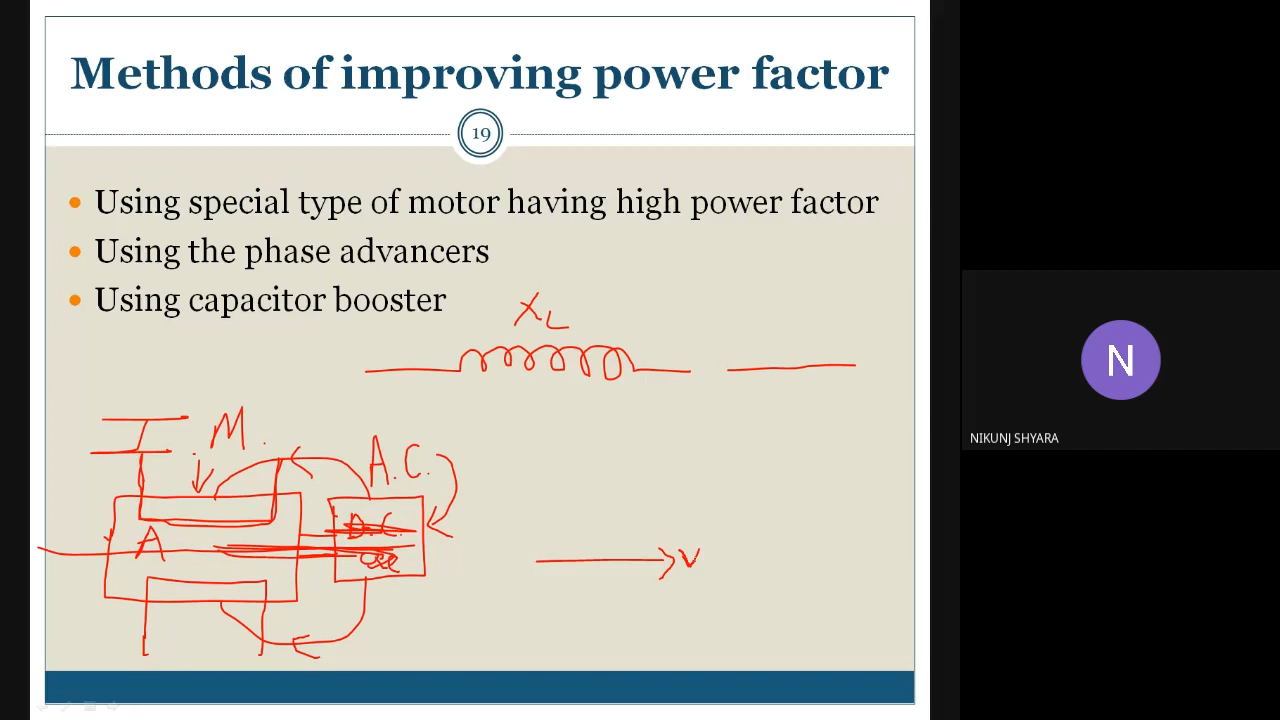 Methods of improving power factor
19
Using special type of motor having high power factor
Using the phase advancers
Using capacitor booster
XL
M.
A.C.
D.C.
A
V
N
NIKUNJ SHYARA